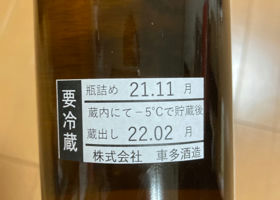 要冷蔵
瓶詰め 21.11 月
蔵内にて－5℃で貯蔵後
蔵出し 22.02 月
株式会社 車多酒造